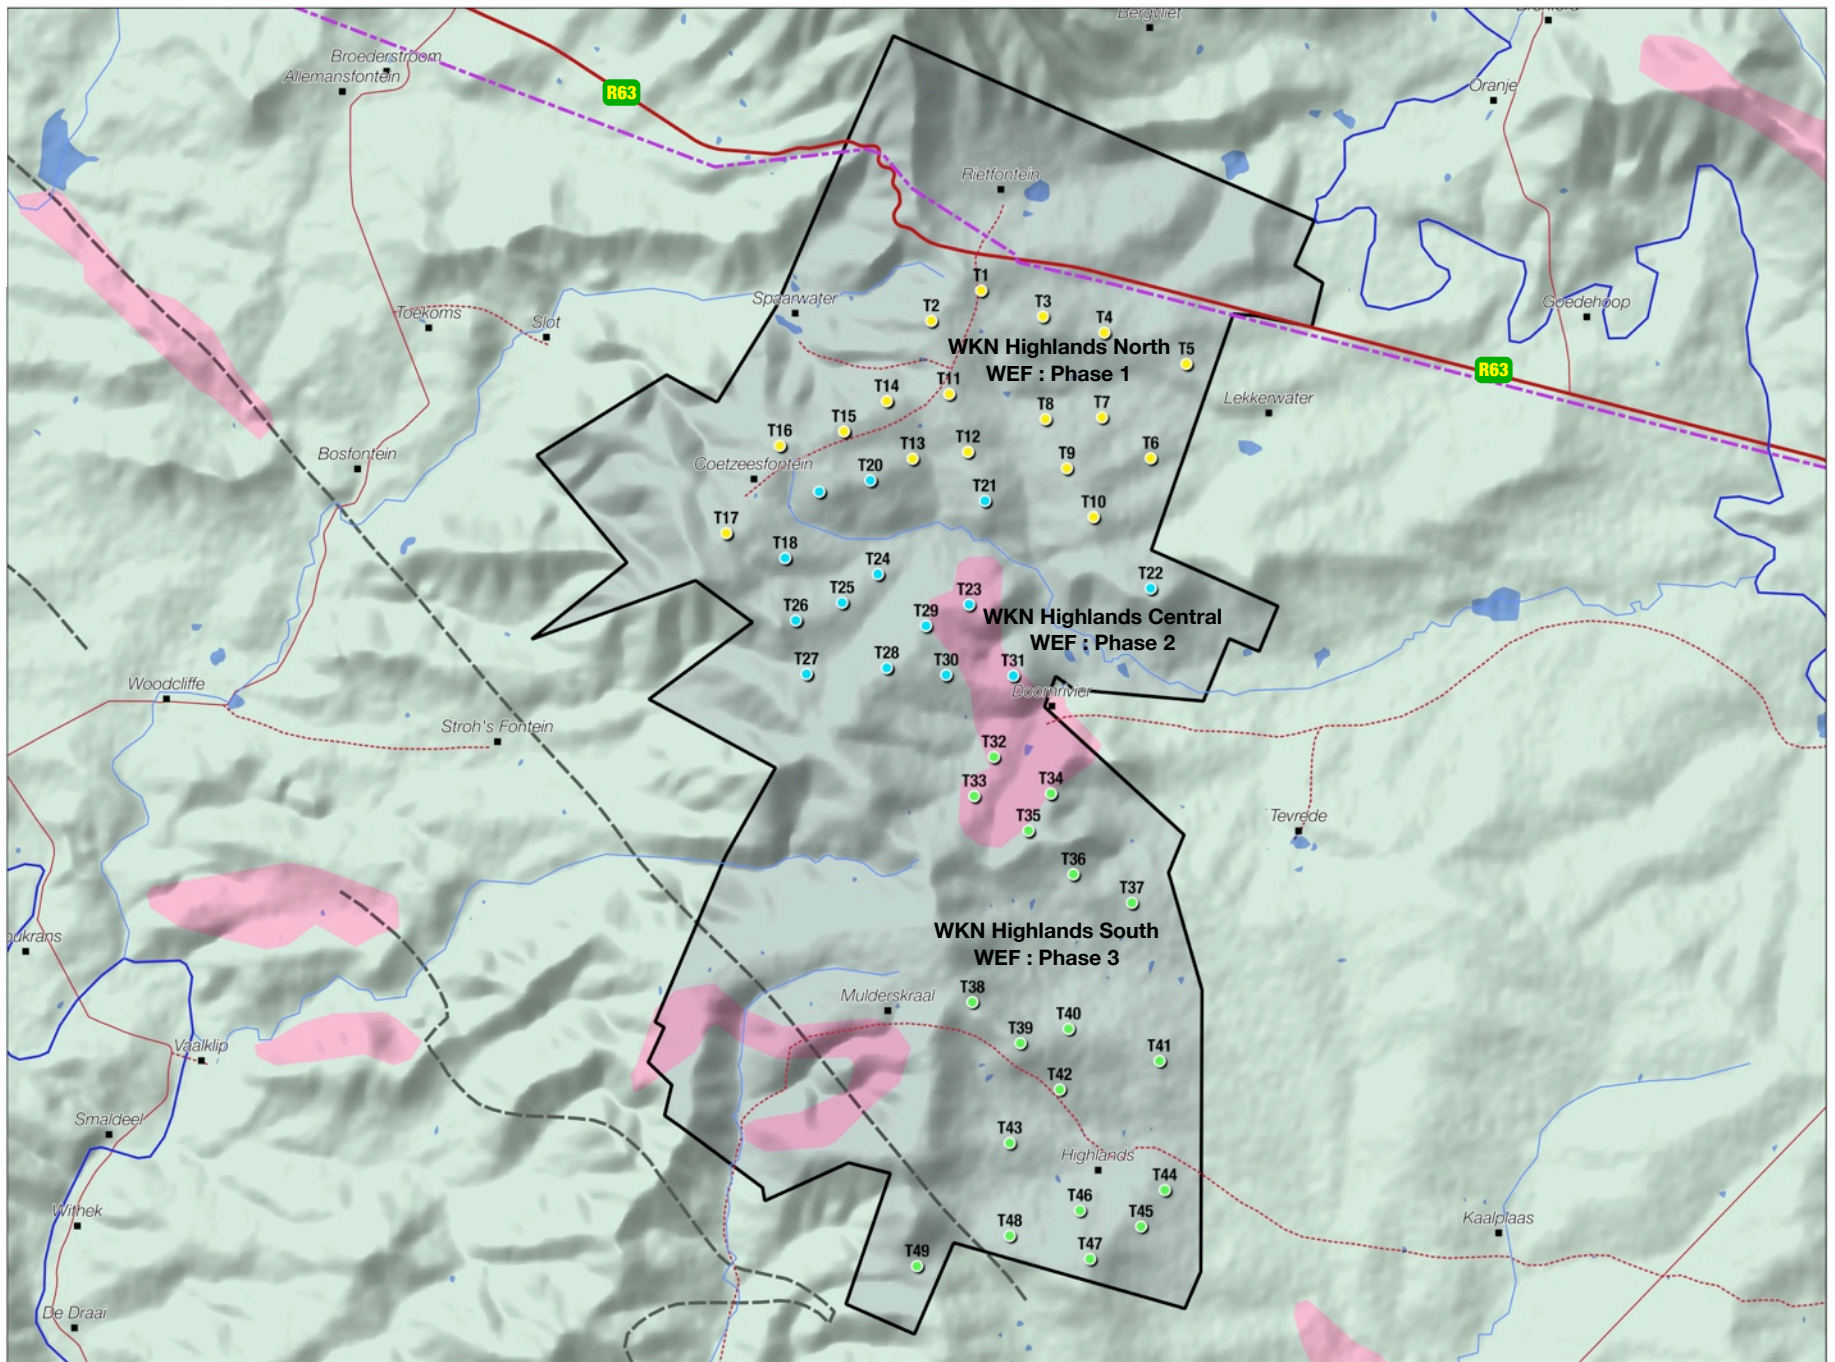 Bergvliet
Broederstroom
Allemansfontein
Oranje
R63
Rietfontein
T1
Spaarwater
T2
T3
T4
Toekoms
Slot
Goedehoop
WKN Highlands North
WEF : Phase 1
T5
R63
T14
T11
Lekkerwater
T15
T8
T7
T16
T13
T12
T6
Bosfontein
Coetzeesfontein
T20
T9
T21
T10
T17
T18
T24
T22
T25
T23
T26
T29
WKN Highlands Central
WEF : Phase 2
T27
T28
T30
T31
Woodcliffe
Doornrivier
Stroh's Fontein
T32
T33
T34
T35
Tevrede
T36
T37
oukrans
WKN Highlands South
WEF : Phase 3
T38
Mulderskraal
T40
T39
T41
Vaalklip
T42
Smaldeel
T43
Highlands
T44
Withek
T46
T45
T48
Kaalplaas
T47
T49
De Draai